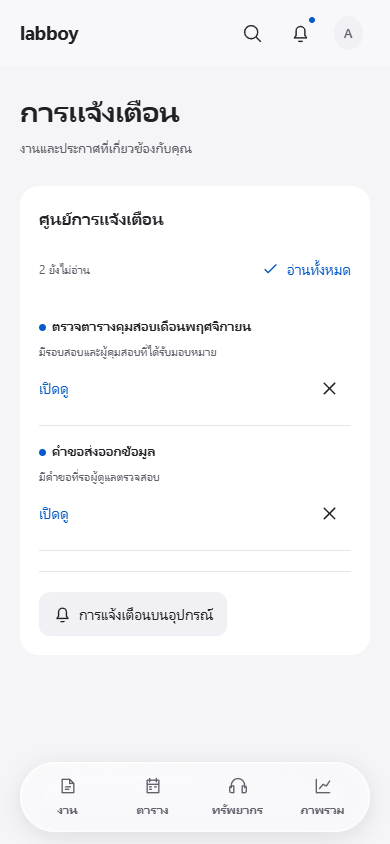 labboy
A
การแจ้งเตือน
งานและประกาศที่เกี่ยวข้องกับคุณ
ศูนย์การแจ้งเตือน
2 ยังไม่อ่าน
อ่านทั้งหมด
ตรวจตารางคุมสอบเดือนพฤศจิกายน
มีรอบสอบและผู้คุมสอบที่ได้รับมอบหมาย
เปิดดู
คำขอส่งออกข้อมูล
มีคำขอที่รอผู้ดูแลตรวจสอบ
เปิดดู
การแจ้งเตือนบนอุปกรณ์
งาน
ตาราง
ทรัพยากร
ภาพรวม